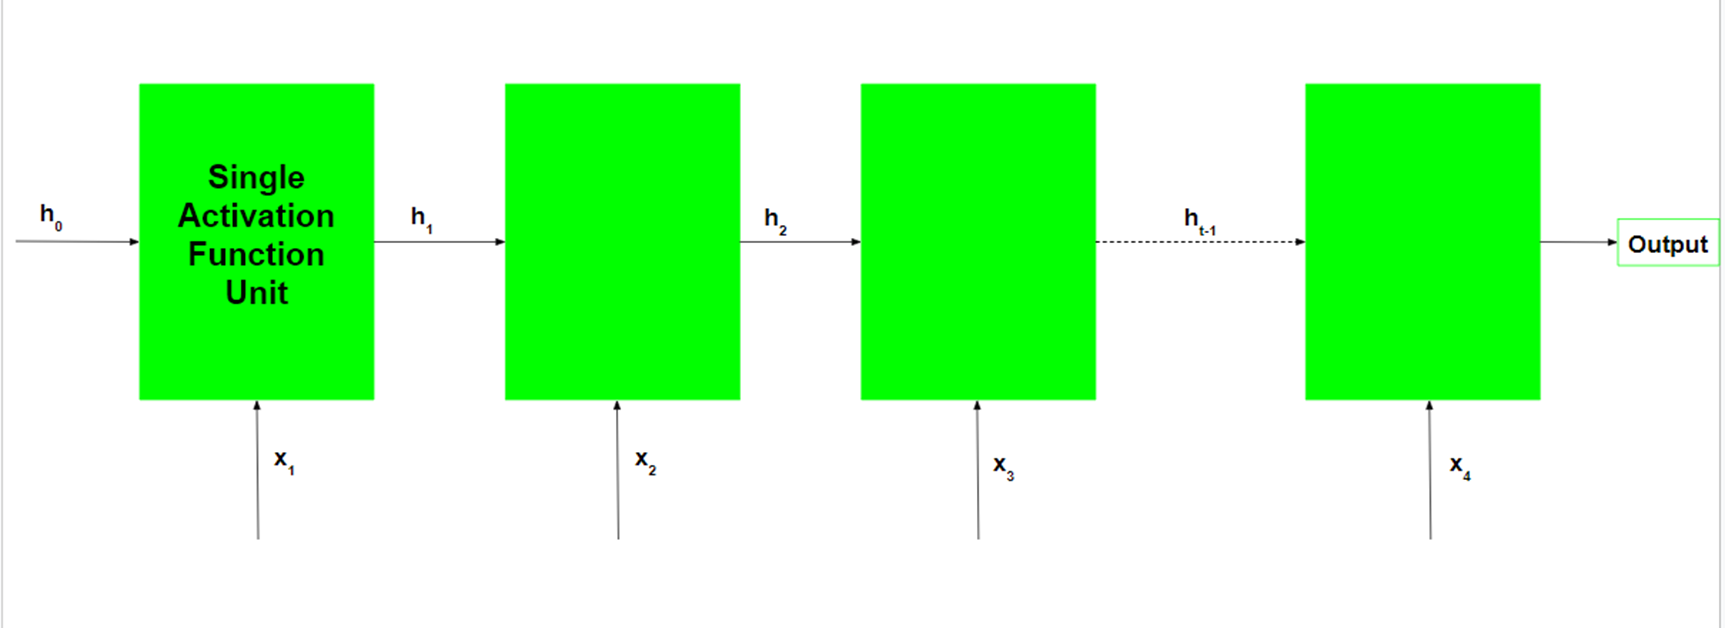 h0
Single
Activation
Function
Unit
h1
h2
ht-1
Output
x1
x2
x3
x4